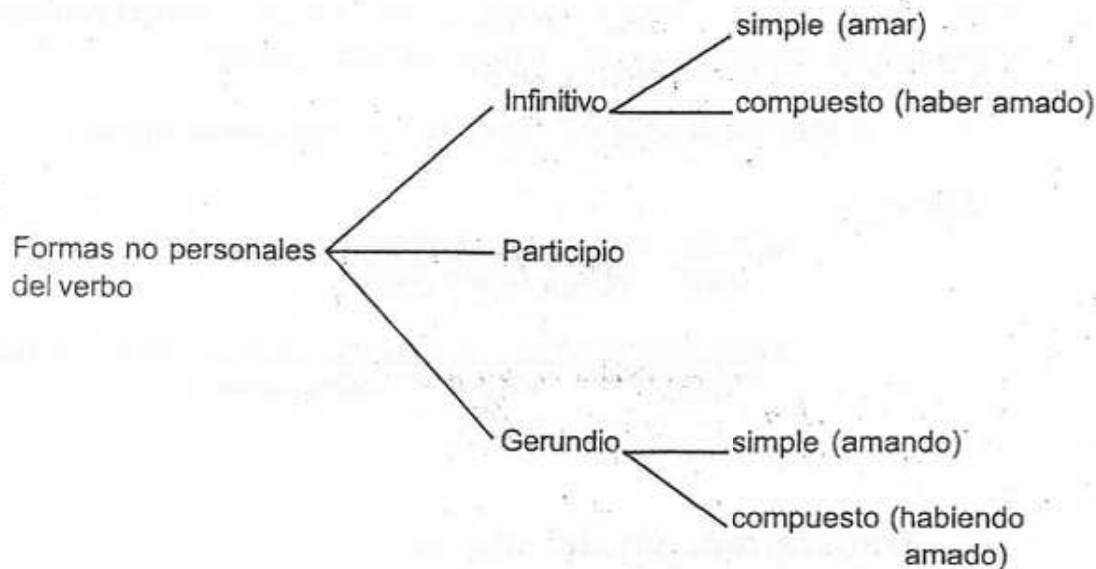 simple (amar)
Infinitivo
compuesto (haber amado)
Formas no personales
del verbo
Participio
Gerundio
simple (amando)
compuesto (habiendo
amado)